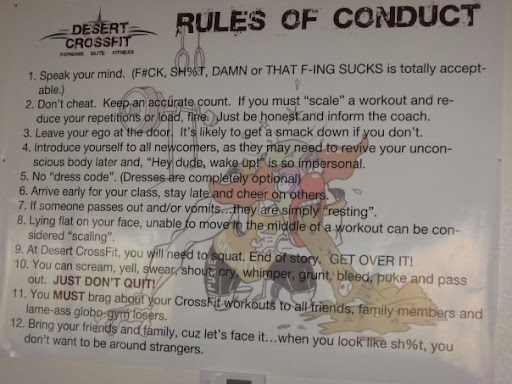 DESERT
CROSSFIT
FORGING ELITE FITNESS
RULES OF CONDUCT
1. Speak your mind. (F#CK, SH%T, DAMN or THAT F-ING SUCKS is totally accept-
able.)
2. Don't cheat. Keep an accurate count. If you must "scale" a workout and re-
duce your repetitions or load, fine. Just be honest and inform the coach.
3. Leave your ego at the door. It's likely to get a smack down if you don't.
4. Introduce yourself to all newcomers, as they may need to revive your uncon-
scious body later and, "Hey dude, wake up!" is so impersonal.
5. No "dress code". (Dresses are completely optional)
6. Arrive early for your class, stay late and cheer on others.
7. If someone passes out and/or vomits...they are simply "resting".
8. Lying flat on your face, unable to move in the middle of a workout can be con-
sidered "scaling".
9. At Desert CrossFit, you will need to squat. End of story. GET OVER IT!
10. You can scream, yell, swear, shout, cry, whimper, grunt, bleed, puke and pass
out. JUST DON'T QUIT!
11. You MUST brag about your CrossFit workouts to all friends, family members and
lame-ass globo-gym losers.
12. Bring your friends and family, cuz let's face it...when you look like sh%t, you
don't want to be around strangers.